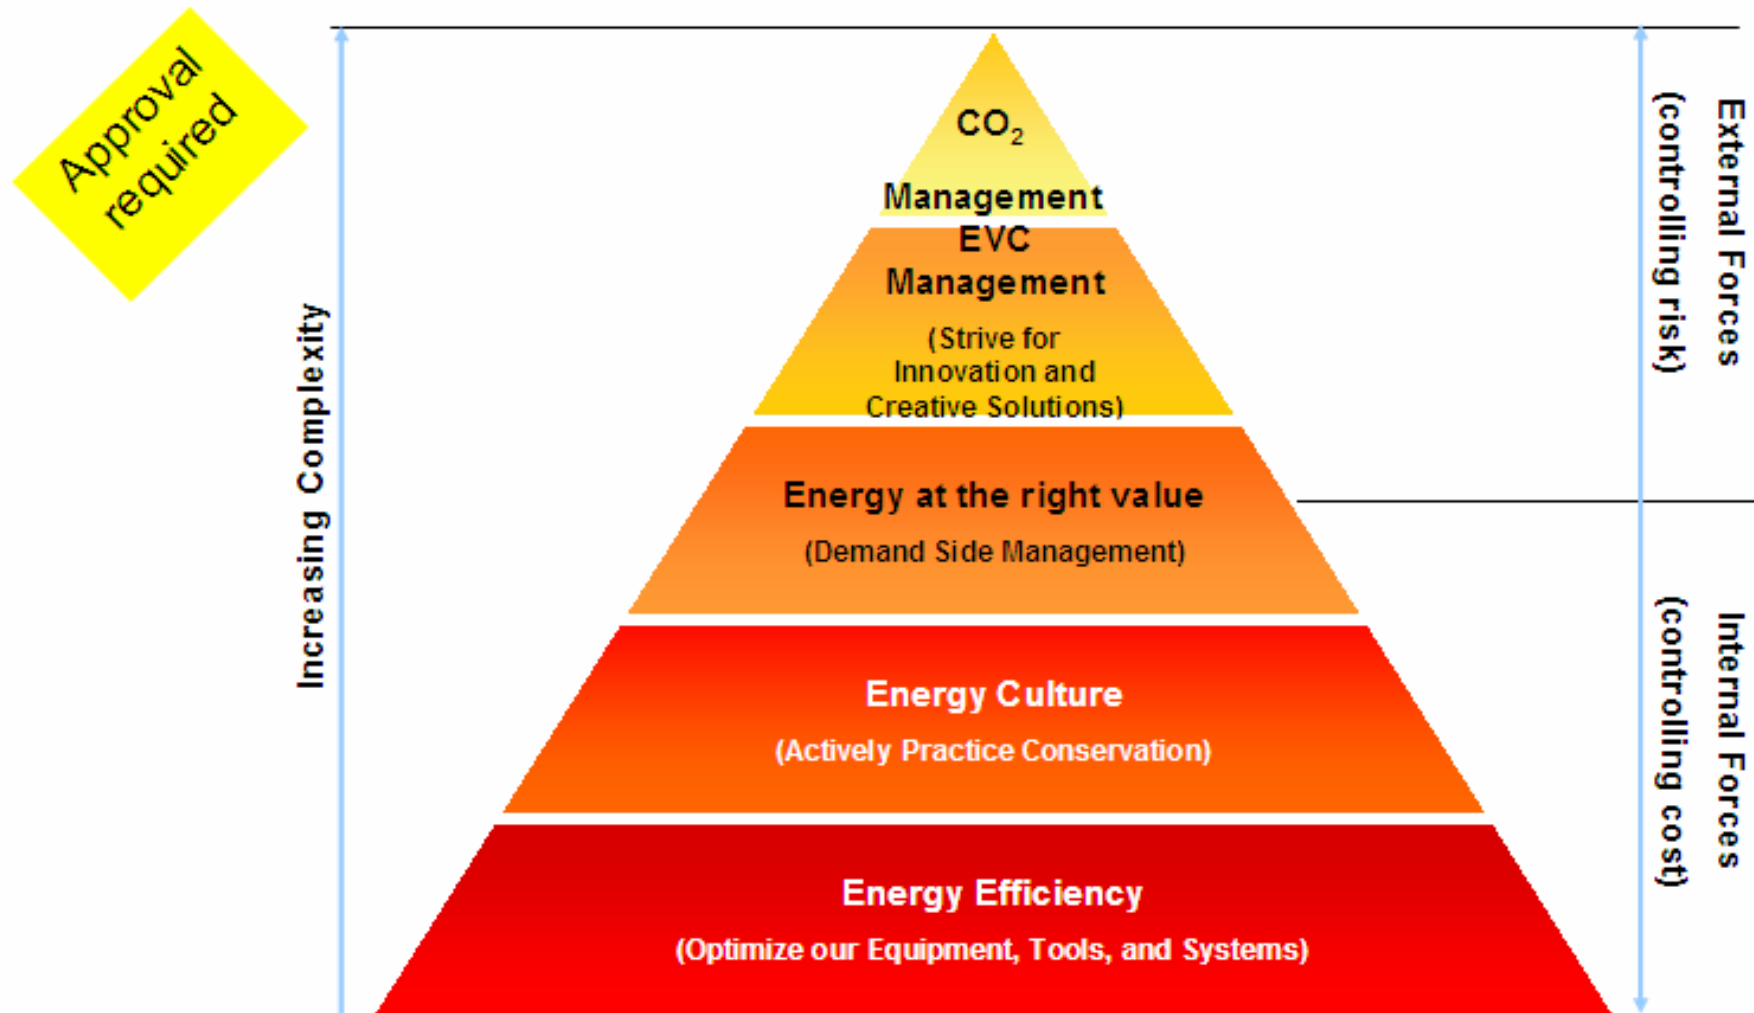 Approval
required
Increasing Complexity
CO₂
Management
EVC
Management
(Strive for
Innovation and
Creative Solutions)
Energy at the right value
(Demand Side Management)
Energy Culture
(Actively Practice Conservation)
Energy Efficiency
(Optimize our Equipment, Tools, and Systems)
External Forces
(controlling risk)
Internal Forces
(controlling cost)